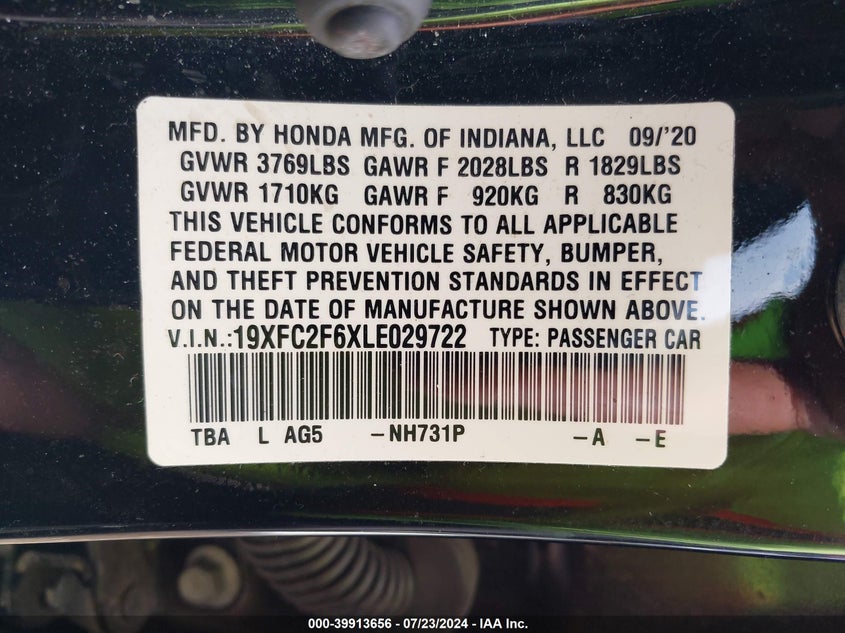 MFD. BY HONDA MFG. OF INDIANA, LLC 09/'20
GVWR 3769LBS GAWR F 2028LBS R 1829LBS
GVWR 1710KG GAWR F 920KG R 830KG
THIS VEHICLE CONFORMS TO ALL APPLICABLE
FEDERAL MOTOR VEHICLE SAFETY, BUMPER,
AND THEFT PREVENTION STANDARDS IN EFFECT
ON THE DATE OF MANUFACTURE SHOWN ABOVE.
V.I.N.:19XFC2F6XLE029722 TYPE: PASSENGER CAR
TBA L AG5 -NH731P -A -E
000-39913656 - 07/23/2024 - IAA Inc.